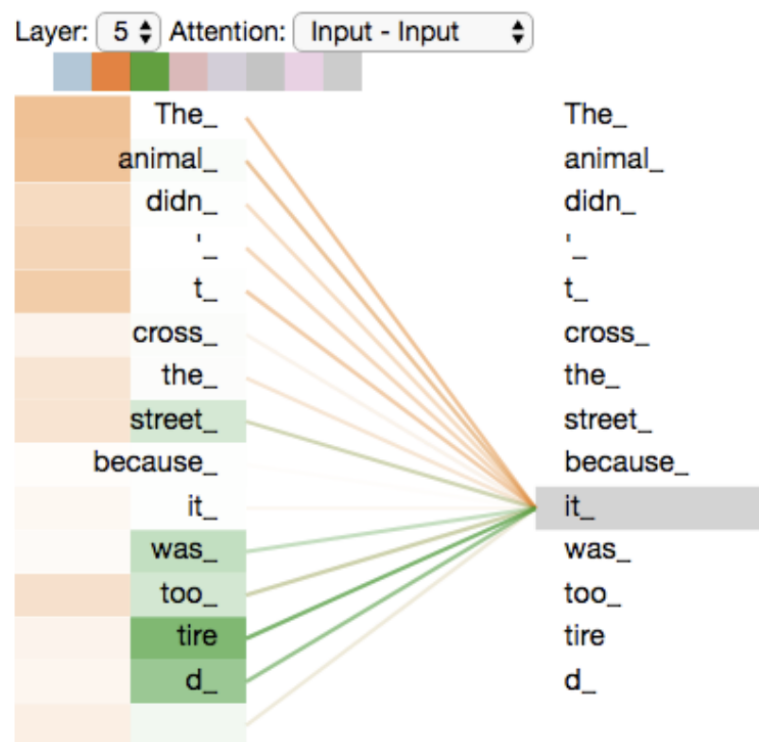 Layer: 5 Attention: Input - Input
The_ The_
animal_ animal_
didn_ didn_
'_ '_
t_ t_
cross_ cross_
the_ the_
street_ street_
because_ because_
it_ it_
was_ was_
too_ too_
tire tire
d_ d_